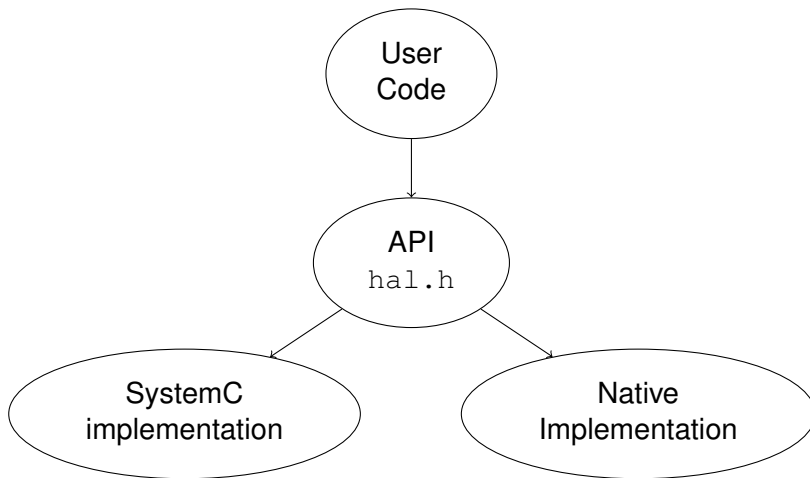 User
Code
API
hal.h
SystemC
implementation
Native
Implementation